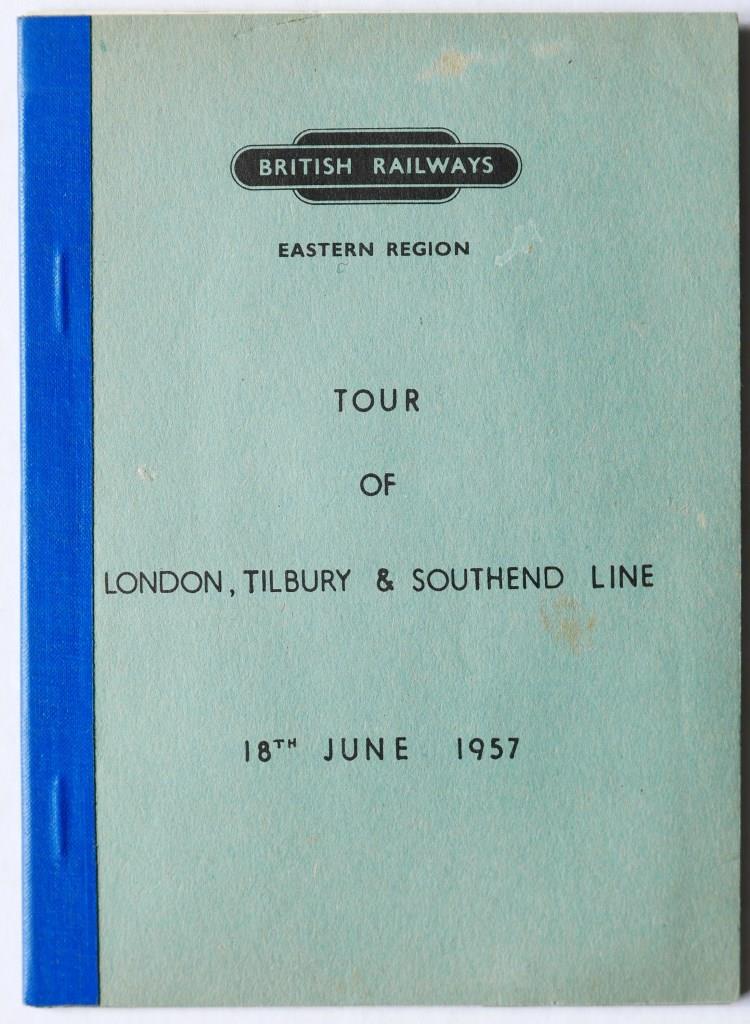 BRITISH RAILWAYS
EASTERN REGION
TOUR
OF
LONDON, TILBURY & SOUTHEND LINE
18TH JUNE 1957